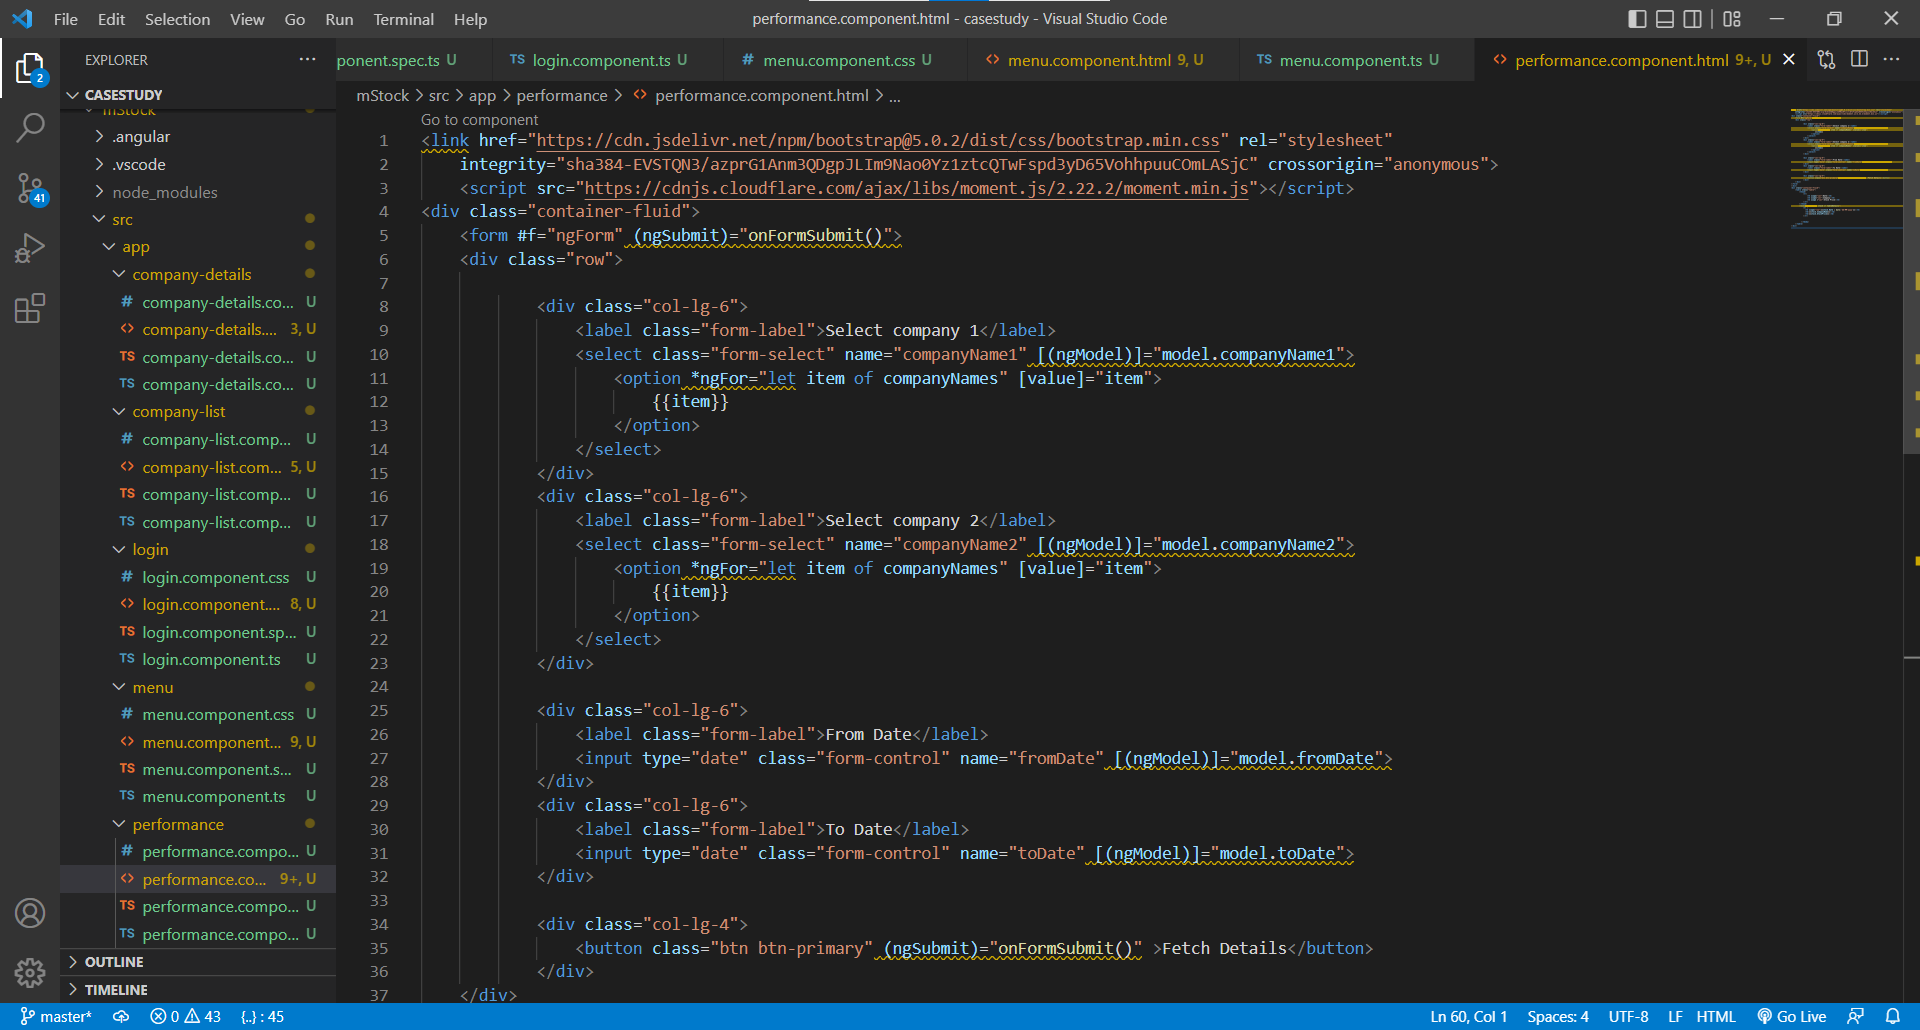 File Edit Selection View Go Run Terminal Help
performance.component.html - casestudy - Visual Studio Code
EXPLORER
ponent.spec.ts U
TS login.component.ts U
# menu.component.css U
<> menu.component.html 9, U
TS menu.component.ts U
<> performance.component.html 9+, U
CASESTUDY
mStock
.angular
.vscode
node_modules
src
app
company-details
# company-details.co... U
<> company-details.... 3, U
TS company-details.co... U
TS company-details.co... U
company-list
# company-list.comp... U
<> company-list.com... 5, U
TS company-list.comp... U
TS company-list.comp... U
login
# login.component.css U
<> login.component.... 8, U
TS login.component.sp... U
TS login.component.ts U
menu
# menu.component.css U
<> menu.component... 9, U
TS menu.component.s... U
TS menu.component.ts U
performance
# performance.compo... U
<> performance.co... 9+, U
TS performance.compo... U
TS performance.compo... U
OUTLINE
TIMELINE
2
41
mStock > src > app > performance > <> performance.component.html > ...
Go to component
1 <link href="https://cdn.jsdelivr.net/npm/bootstrap@5.0.2/dist/css/bootstrap.min.css" rel="stylesheet"
2 integrity="sha384-EVSTQN3/azprG1Anm3QDgpJLIm9Nao0Yz1ztcQTwFspd3yD65VohhpuuCOmLASjC" crossorigin="anonymous">
3 <script src="https://cdnjs.cloudflare.com/ajax/libs/moment.js/2.22.2/moment.min.js"></script>
4 <div class="container-fluid">
5 <form #f="ngForm" (ngSubmit)="onFormSubmit()">
6 <div class="row">
7
8 <div class="col-lg-6">
9 <label class="form-label">Select company 1</label>
10 <select class="form-select" name="companyName1" [(ngModel)]="model.companyName1">
11 <option *ngFor="let item of companyNames" [value]="item">
12 {{item}}
13 </option>
14 </select>
15 </div>
16 <div class="col-lg-6">
17 <label class="form-label">Select company 2</label>
18 <select class="form-select" name="companyName2" [(ngModel)]="model.companyName2">
19 <option *ngFor="let item of companyNames" [value]="item">
20 {{item}}
21 </option>
22 </select>
23 </div>
24
25 <div class="col-lg-6">
26 <label class="form-label">From Date</label>
27 <input type="date" class="form-control" name="fromDate" [(ngModel)]="model.fromDate">
28 </div>
29 <div class="col-lg-6">
30 <label class="form-label">To Date</label>
31 <input type="date" class="form-control" name="toDate" [(ngModel)]="model.toDate">
32 </div>
33
34 <div class="col-lg-4">
35 <button class="btn btn-primary" (ngSubmit)="onFormSubmit()" >Fetch Details</button>
36 </div>
37 </div>
master* 0 43 {..} : 45
Ln 60, Col 1 Spaces: 4 UTF-8 LF HTML Go Live